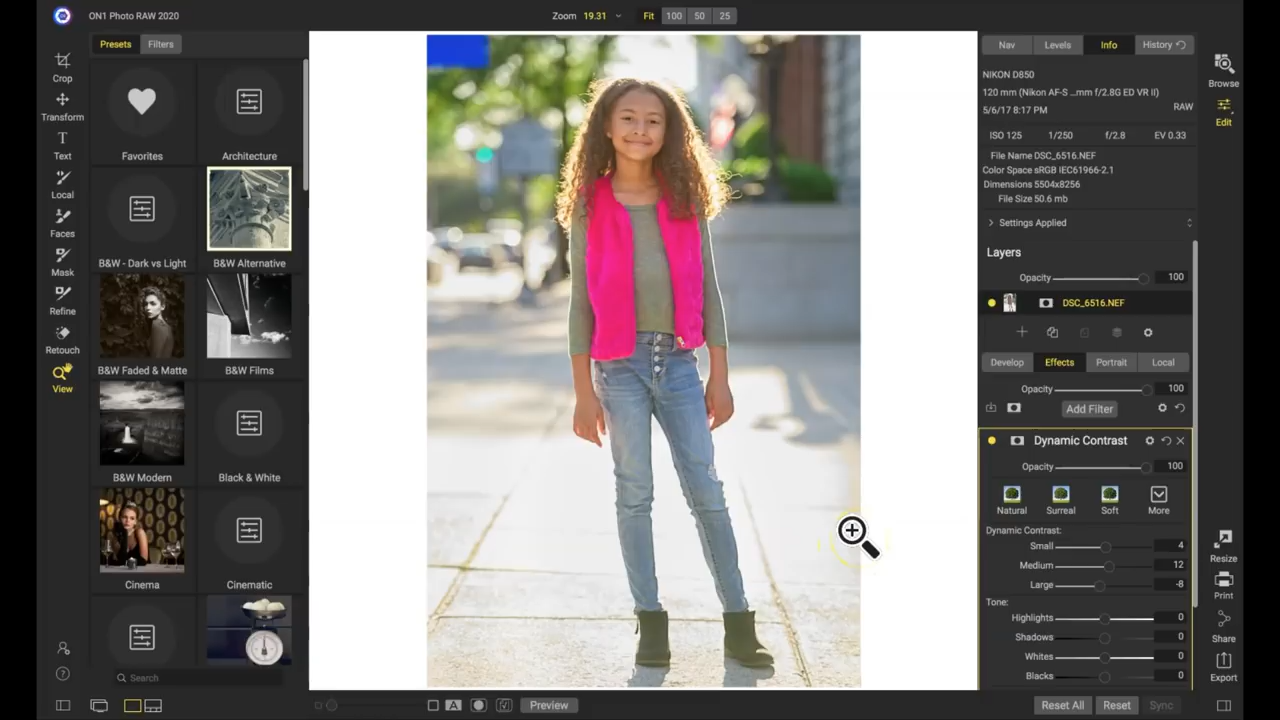 ON1 Photo RAW 2020
Zoom 19.31 Fit 100 50 25
Crop
Transform
Text
Local
Faces
Mask
Refine
Retouch
View
Presets Filters
Favorites Architecture
B&W - Dark vs Light B&W Alternative
B&W Faded & Matte B&W Films
B&W Modern Black & White
Cinema Cinematic
Search
A Preview
Nav Levels Info History
NIKON D850
120 mm (Nikon AF-S ...mm f/2.8G ED VR II)
5/6/17 8:17 PM RAW
ISO 125 1/250 f/2.8 EV 0.33
File Name DSC_6516.NEF
Color Space sRGB IEC61966-2.1
Dimensions 5504x8256
File Size 50.6 mb
Settings Applied
Layers
Opacity 100
DSC_6516.NEF
Develop Effects Portrait Local
Opacity 100
Add Filter
Dynamic Contrast
Opacity 100
Natural Surreal Soft More
Dynamic Contrast:
Small 4
Medium 12
Large -8
Tone:
Highlights 0
Shadows 0
Whites 0
Blacks 0
Reset All Reset Sync
Browse
Edit
Resize
Print
Share
Export